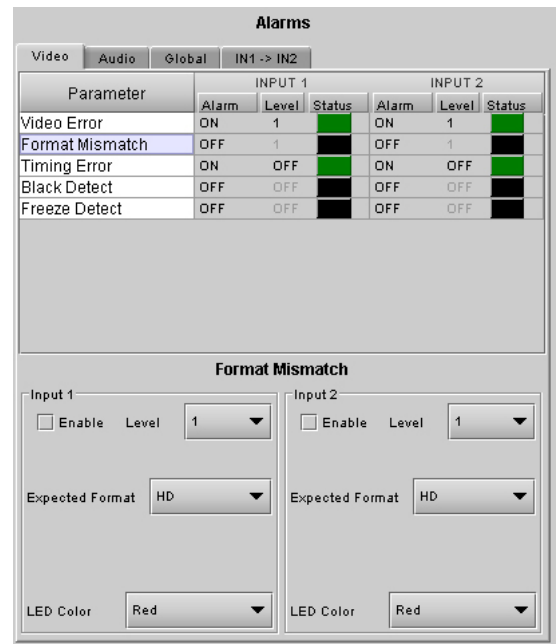 Alarms
Video Audio Global IN1 -> IN2
Parameter INPUT 1 INPUT 2
Alarm Level Status Alarm Level Status
Video Error ON 1 ON 1
Format Mismatch OFF 1 OFF 1
Timing Error ON OFF ON OFF
Black Detect OFF OFF OFF OFF
Freeze Detect OFF OFF OFF OFF
Format Mismatch
Input 1 Input 2
Enable Level 1 Enable Level 1
Expected Format HD Expected Format HD
LED Color Red LED Color Red